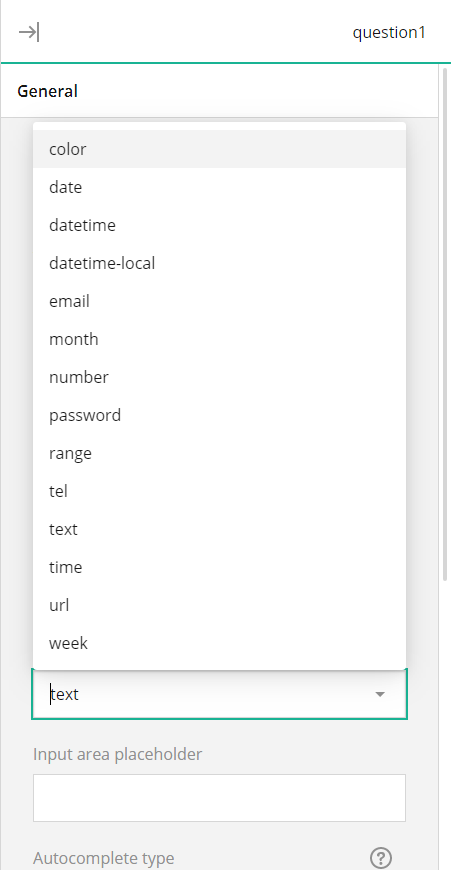 question1
General
color
date
datetime
datetime-local
email
month
number
password
range
tel
text
time
url
week
text
Input area placeholder
Autocomplete type ?